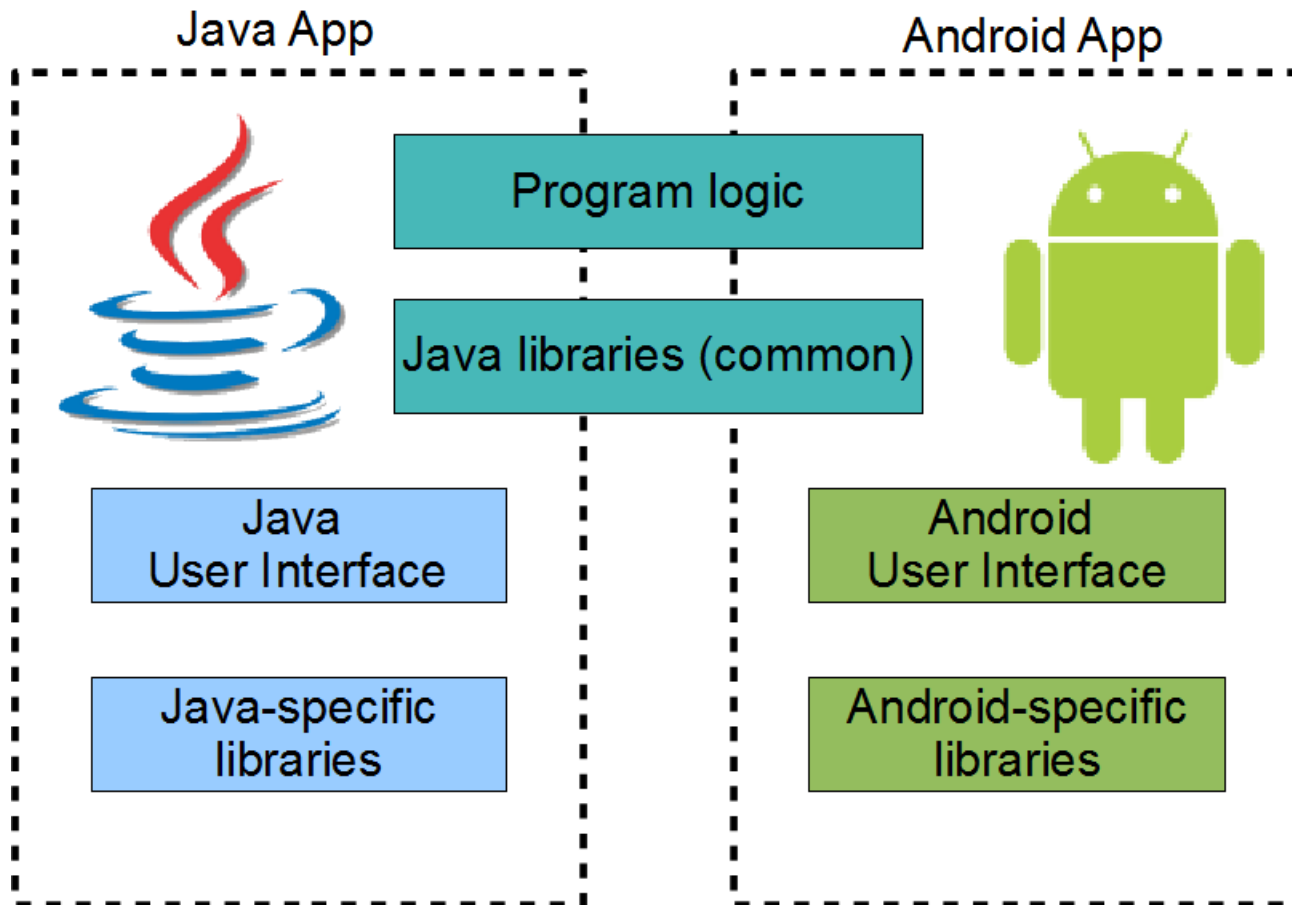 Java App
Android App
Program logic
Java libraries (common)
Java
User Interface
Android
User Interface
Java-specific
libraries
Android-specific
libraries